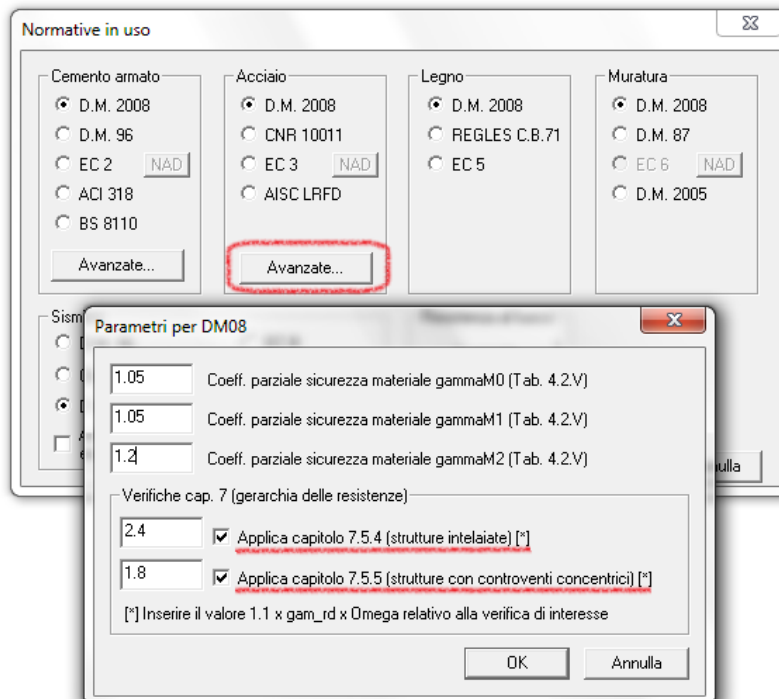 Normative in uso
Cemento armato
D.M. 2008
D.M. 96
EC 2 NAD
ACI 318
BS 8110
Avanzate...
Acciaio
D.M. 2008
CNR 10011
EC 3 NAD
AISC LRFD
Avanzate...
Legno
D.M. 2008
REGLES C.B.71
EC 5
Muratura
D.M. 2008
D.M. 87
EC 6 NAD
D.M. 2005
Parametri per DM08
1.05 Coeff. parziale sicurezza materiale gammaM0 (Tab. 4.2.V)
1.05 Coeff. parziale sicurezza materiale gammaM1 (Tab. 4.2.V)
1.2 Coeff. parziale sicurezza materiale gammaM2 (Tab. 4.2.V)
Verifiche cap. 7 (gerarchia delle resistenze)
2.4 Applica capitolo 7.5.4 (strutture intelaiate) [*]
1.8 Applica capitolo 7.5.5 (strutture con controventi concentrici) [*]
[*] Inserire il valore 1.1 x gam_rd x Omega relativo alla verifica di interesse
OK Annulla